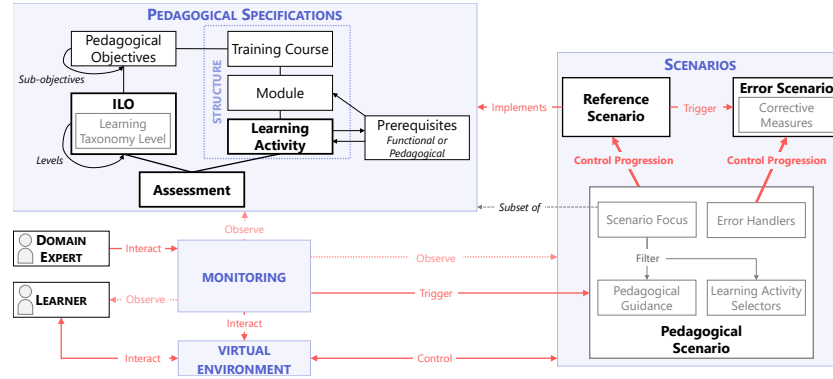 PEDAGOGICAL SPECIFICATIONS
Pedagogical
Objectives
Sub-objectives
ILO
Learning
Taxonomy Level
Levels
STRUCTURE
Training Course
Module
Learning
Activity
Prerequisites
Functional or
Pedagogical
Assessment
SCENARIOS
Implements
Reference
Scenario
Trigger
Error Scenario
Corrective
Measures
Control Progression
Control Progression
Subset of
Scenario Focus
Error Handlers
Filter
Pedagogical
Guidance
Learning Activity
Selectors
Pedagogical
Scenario
Observe
DOMAIN
EXPERT
Interact
MONITORING
Observe
LEARNER
Observe
Trigger
Interact
Interact
VIRTUAL
ENVIRONMENT
Control